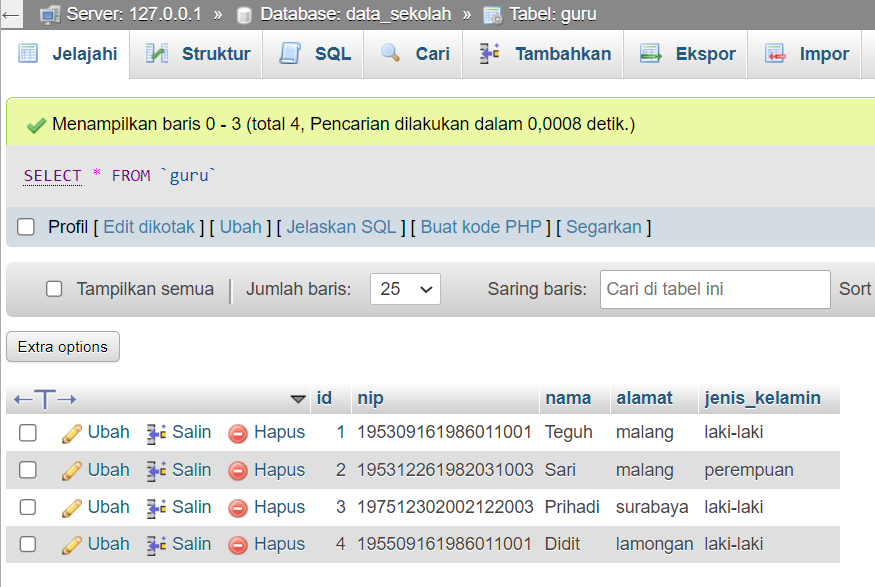 Server: 127.0.0.1 » Database: data_sekolah » Tabel: guru
Jelajahi Struktur SQL Cari Tambahkan Ekspor Impor
Menampilkan baris 0 - 3 (total 4, Pencarian dilakukan dalam 0,0008 detik.)
SELECT * FROM `guru`
Profil [ Edit dikotak ] [ Ubah ] [ Jelaskan SQL ] [ Buat kode PHP ] [ Segarkan ]
Tampilkan semua | Jumlah baris: 25 Saring baris: Cari di tabel ini Sort
Extra options
←T→ id nip nama alamat jenis_kelamin
Ubah Salin Hapus 1 195309161986011001 Teguh malang laki-laki
Ubah Salin Hapus 2 195312261982031003 Sari malang perempuan
Ubah Salin Hapus 3 197512302002122003 Prihadi surabaya laki-laki
Ubah Salin Hapus 4 195509161986011001 Didit lamongan laki-laki